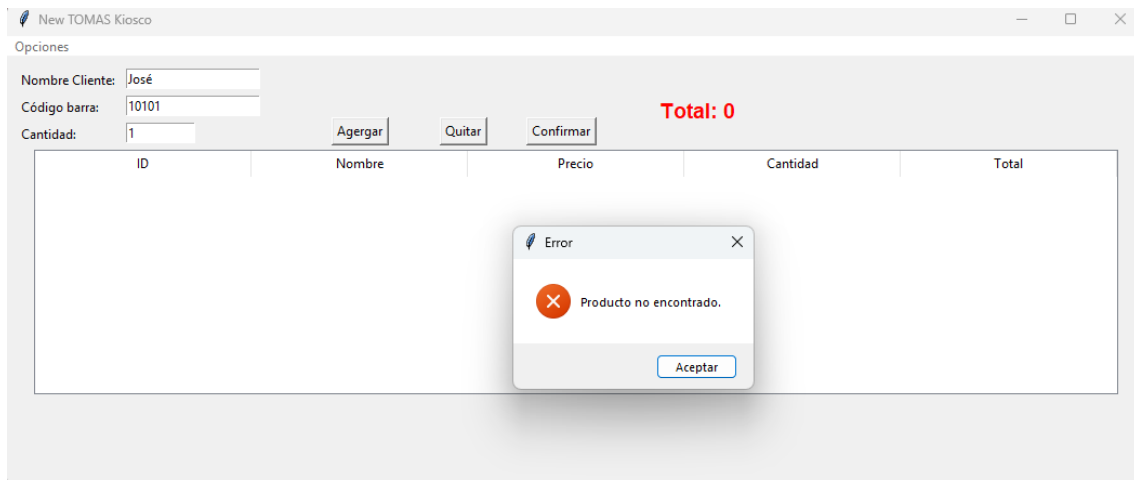 New TOMAS Kiosco
Opciones
Nombre Cliente: José
Código barra: 10101
Total: 0
Cantidad: 1 Agergar Quitar Confirmar
ID Nombre Precio Cantidad Total
Error
Producto no encontrado.
Aceptar